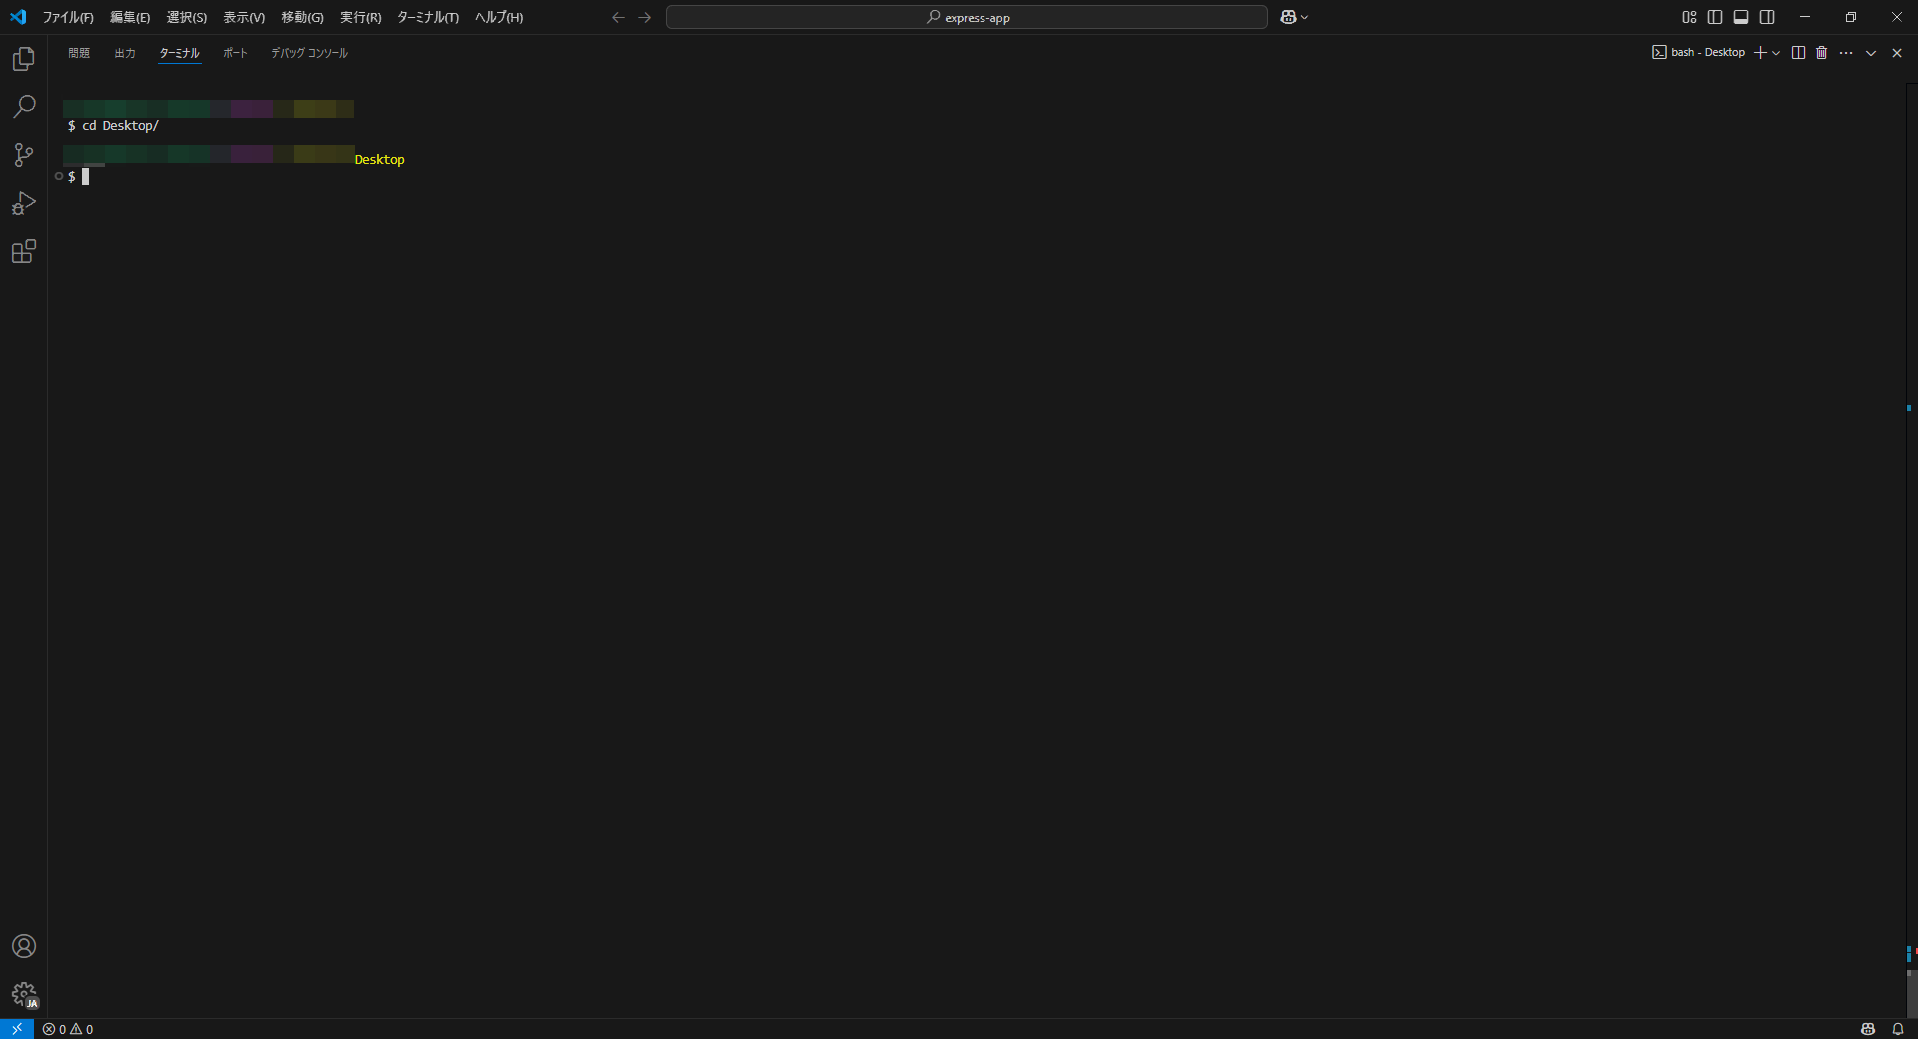 ファイル(F) 編集(E) 選択(S) 表示(V) 移動(G) 実行(R) ターミナル(T) ヘルプ(H) express-app
問題 出力 ターミナル ポート デバッグ コンソール bash - Desktop
$ cd Desktop/
Desktop
$
JA
0 0